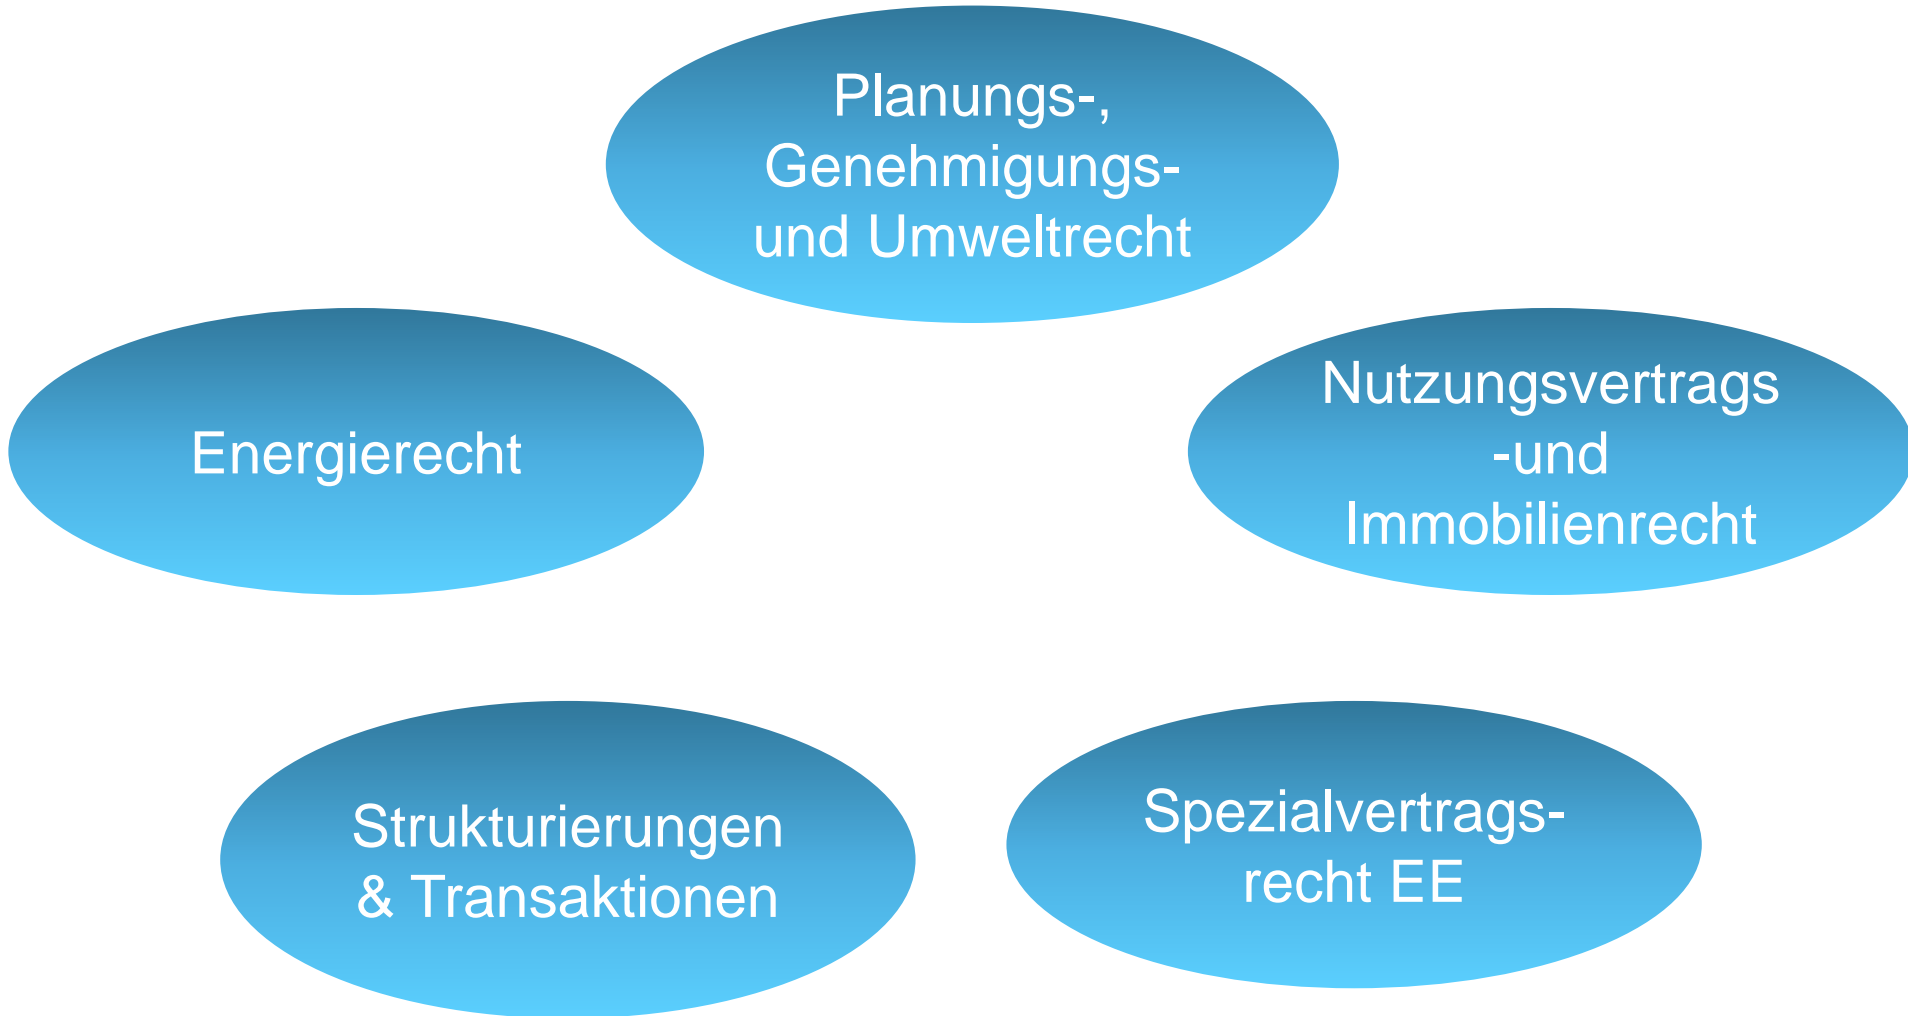 Planungs-,
Genehmigungs-
und Umweltrecht
Energierecht
Nutzungsvertrags
-und
Immobilienrecht
Strukturierungen
& Transaktionen
Spezialvertrags-
recht EE